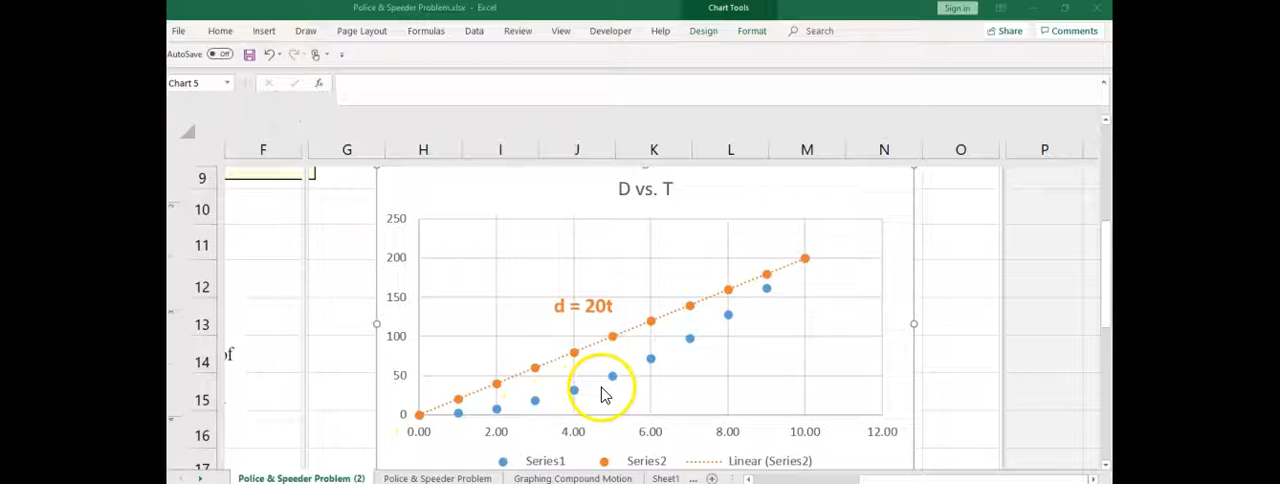 Police & Speeder Problem.xlsx - Excel
Chart Tools
Sign in
File Home Insert Draw Page Layout Formulas Data Review View Developer Help Design Format Search Share Comments
AutoSave Off
Chart 5
fx
F G H I J K L M N O P
9
10
11
12
13
14
15
16
17
of
D vs. T
250
200
150
100
50
0
d = 20t
0.00 2.00 4.00 6.00 8.00 10.00 12.00
Series1 Series2 Linear (Series2)
Police & Speeder Problem (2) Police & Speeder Problem Graphing Compound Motion Sheet1 ...